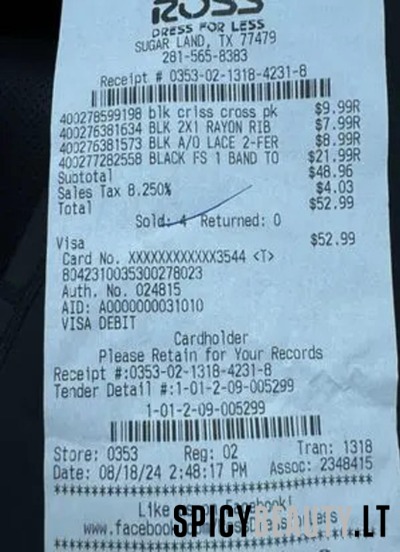 ROSS
DRESS FOR LESS
SUGAR LAND, TX 77479
281-565-8383
Receipt # 0353-02-1318-4231-8
400278599198 blk criss cross pk $9.99R
400276381634 BLK 2X1 RAYON RIB $7.99R
400276381573 BLK A/O LACE 2-FER $8.99R
400277282558 BLACK FS 1 BAND TO $21.99R
Subtotal $48.96
Sales Tax 8.250% $4.03
Total $52.99
Sold: 4 Returned: 0
Visa $52.99
Card No. XXXXXXXXXXXX3544 <T>
8042310035300278023
Auth. No. 024815
AID: A0000000031010
VISA DEBIT
Cardholder
Please Retain for Your Records
Receipt #:0353-02-1318-4231-8
Tender Detail #:1-01-2-09-005299
1-01-2-09-005299
Store: 0353 Reg: 02 Tran: 1318
Date: 08/18/24 2:48:17 PM Assoc: 2348415
****************************************
Like Facebook!
www.facebook
SPICYBEAUTY.LT